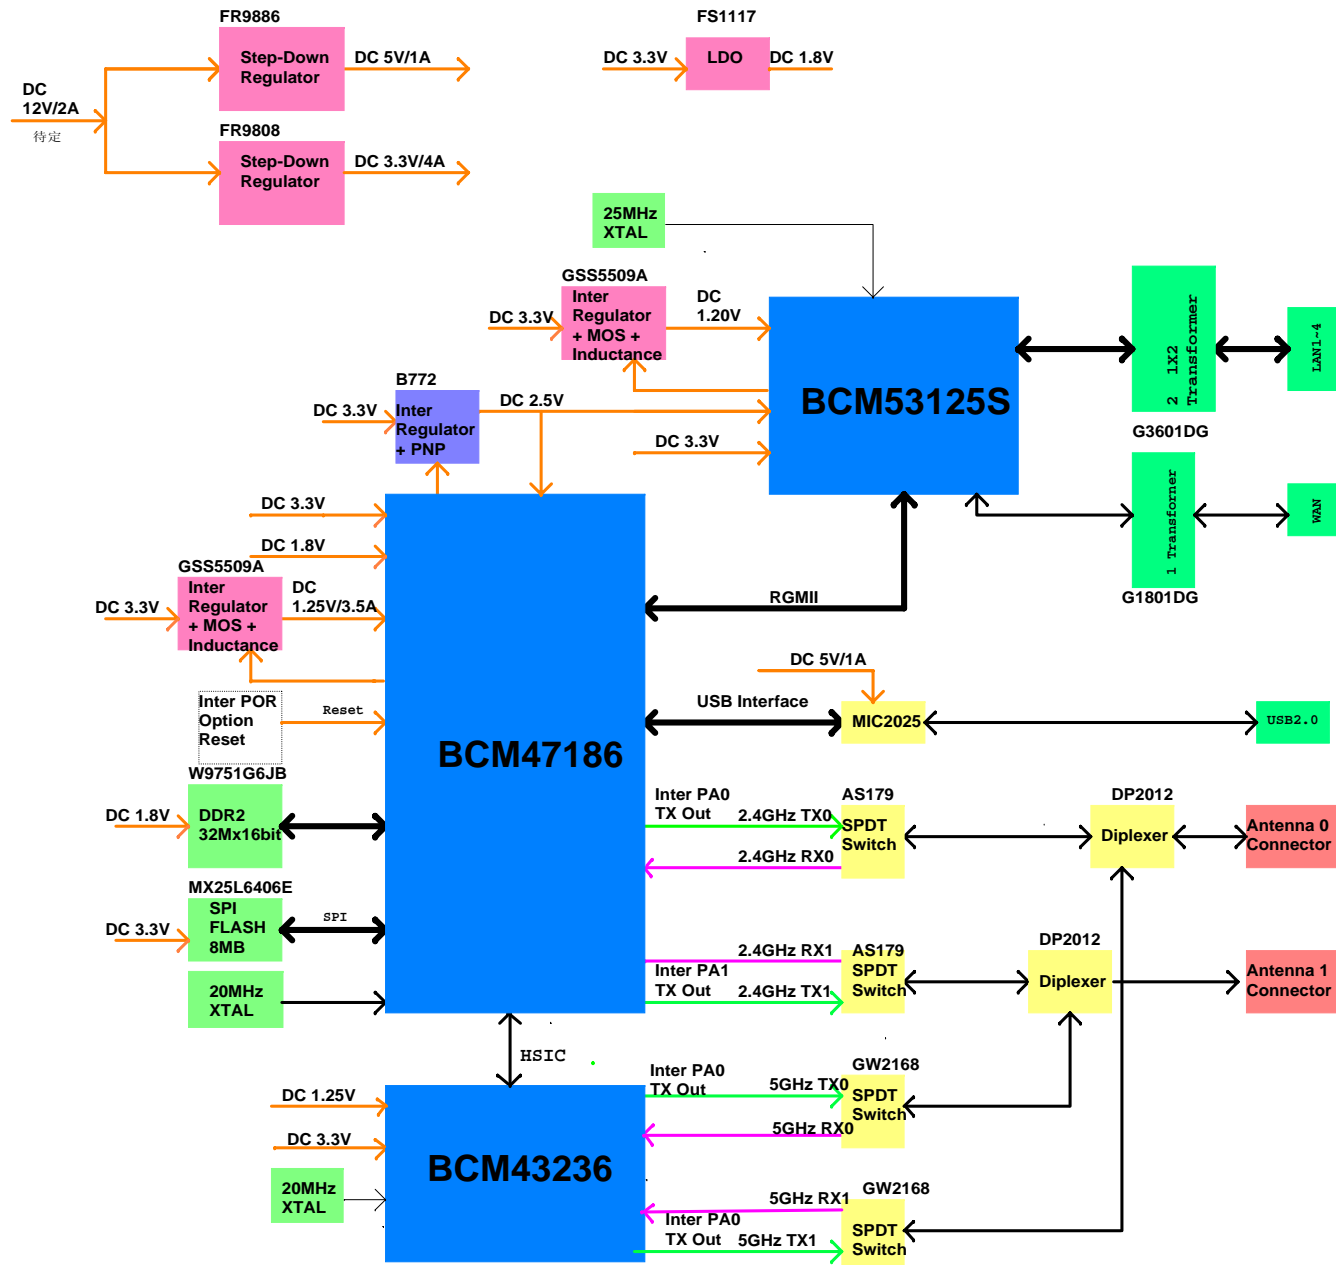 FR9886
Step-Down
Regulator
DC 5V/1A
DC
12V/2A
待定
FR9808
Step-Down
Regulator
DC 3.3V/4A
FS1117
DC 3.3V
LDO
DC 1.8V
25MHz
XTAL
GSS5509A
DC 3.3V
Inter
Regulator
+ MOS +
Inductance
DC
1.20V
B772
DC 3.3V
Inter
Regulator
+ PNP
DC 2.5V
DC 3.3V
BCM53125S
2 1X2
Transformer
G3601DG
LAN1~4
1 Transforner
G1801DG
WAN
DC 3.3V
DC 1.8V
GSS5509A
DC 3.3V
Inter
Regulator
+ MOS +
Inductance
DC
1.25V/3.5A
RGMII
Inter POR
Option
Reset
Reset
DC 5V/1A
USB Interface
MIC2025
USB2.0
BCM47186
W9751G6JB
DC 1.8V
DDR2
32Mx16bit
MX25L6406E
DC 3.3V
SPI
FLASH
8MB
SPI
20MHz
XTAL
Inter PA0
TX Out
2.4GHz TX0
2.4GHz RX0
AS179
SPDT
Switch
DP2012
Diplexer
Antenna 0
Connector
2.4GHz RX1
Inter PA1
TX Out
2.4GHz TX1
AS179
SPDT
Switch
DP2012
Diplexer
Antenna 1
Connector
HSIC
DC 1.25V
DC 3.3V
20MHz
XTAL
BCM43236
Inter PA0
TX Out
5GHz TX0
5GHz RX0
GW2168
SPDT
Switch
5GHz RX1
Inter PA0
TX Out
5GHz TX1
GW2168
SPDT
Switch